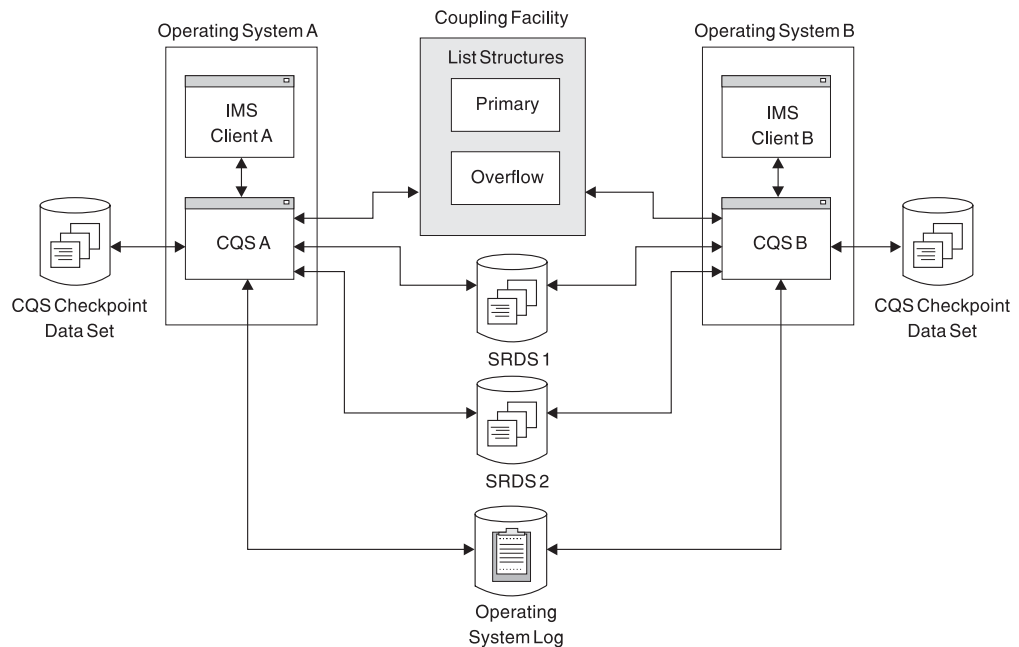 Coupling Facility
Operating System A
Operating System B
List Structures
Primary
Overflow
IMS
Client A
IMS
Client B
CQS A
CQS B
CQS Checkpoint
Data Set
CQS Checkpoint
Data Set
SRDS 1
SRDS 2
Operating
System Log